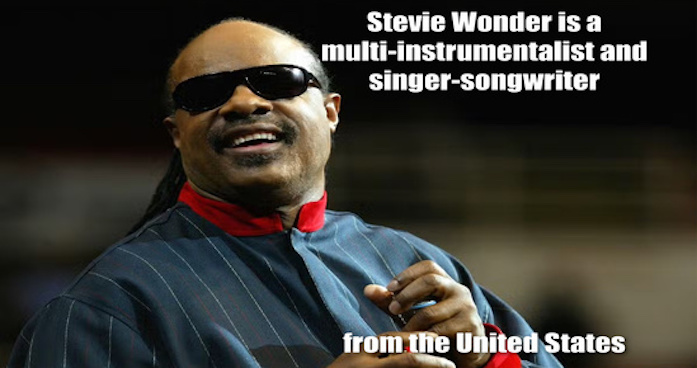 Stevie Wonder is a
multi-instrumentalist and
singer-songwriter
from the United States